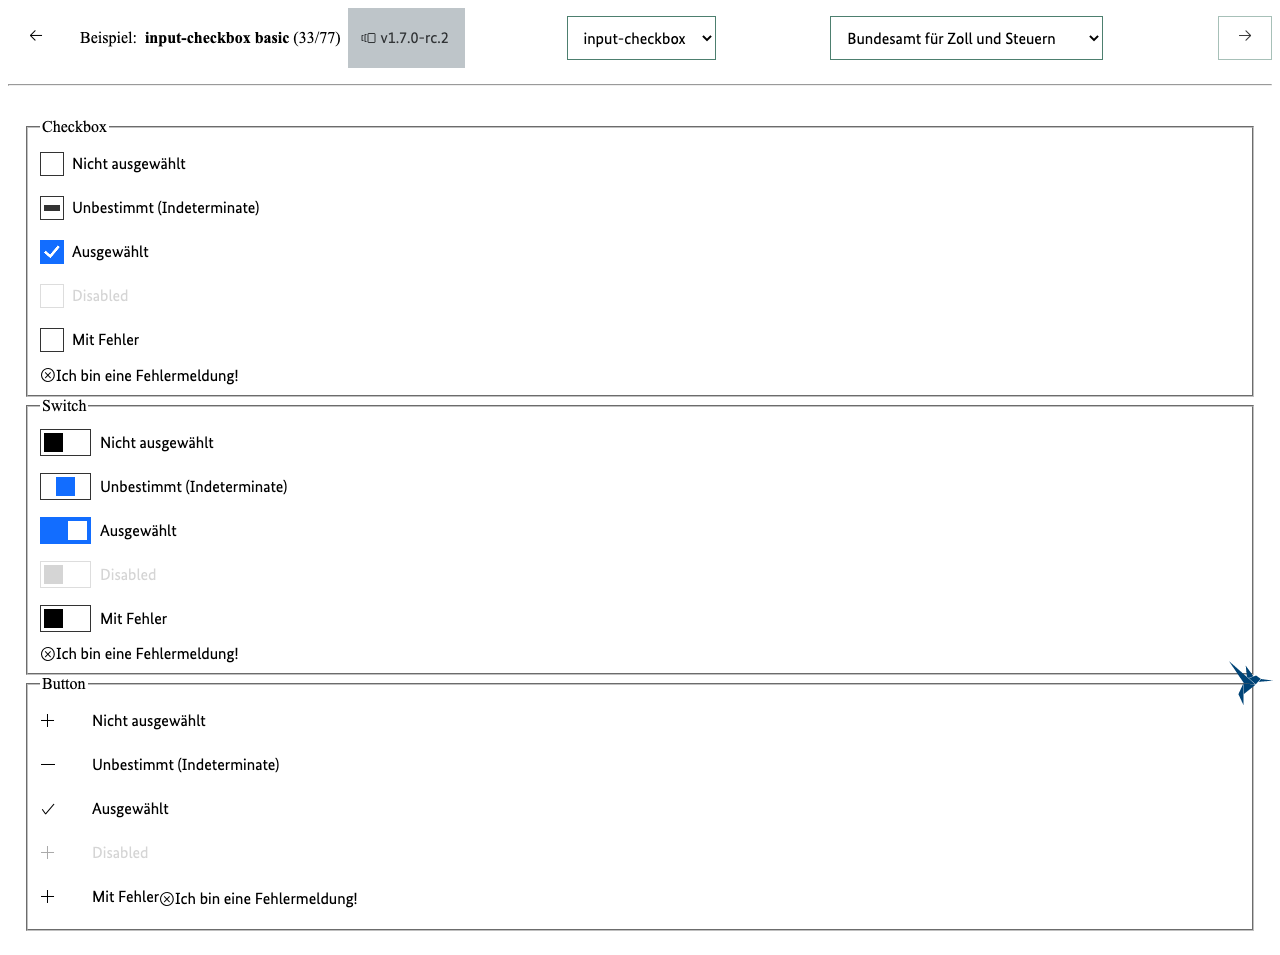 Beispiel: input-checkbox basic (33/77) v1.7.0-rc.2 input-checkbox Bundesamt für Zoll und Steuern
Checkbox
Nicht ausgewählt
Unbestimmt (Indeterminate)
Ausgewählt
Disabled
Mit Fehler
Ich bin eine Fehlermeldung!
Switch
Nicht ausgewählt
Unbestimmt (Indeterminate)
Ausgewählt
Disabled
Mit Fehler
Ich bin eine Fehlermeldung!
Button
Nicht ausgewählt
Unbestimmt (Indeterminate)
Ausgewählt
Disabled
Mit Fehler Ich bin eine Fehlermeldung!